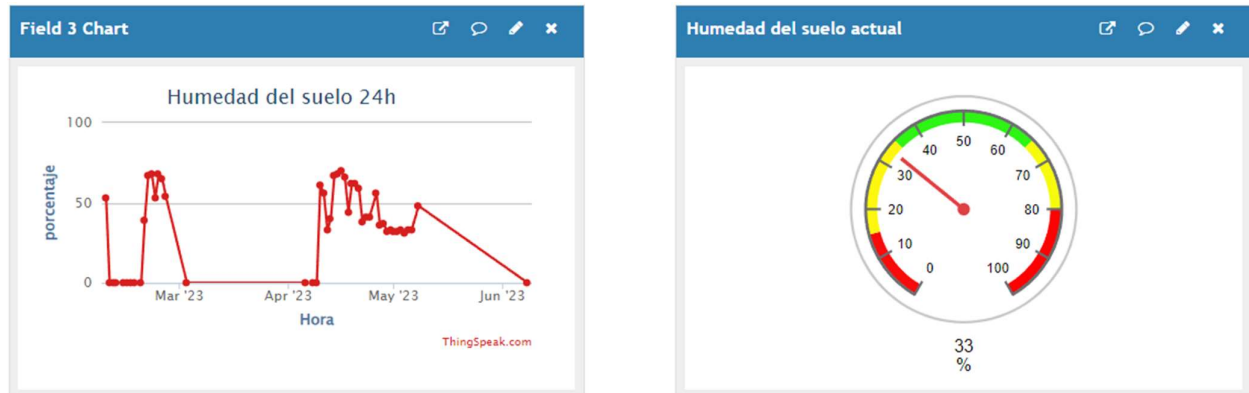 Field 3 Chart
Humedad del suelo 24h
100
50
0
porcentaje
Mar '23
Apr '23
May '23
Jun '23
Hora
ThingSpeak.com
Humedad del suelo actual
0
10
20
30
40
50
60
70
80
90
100
33
%